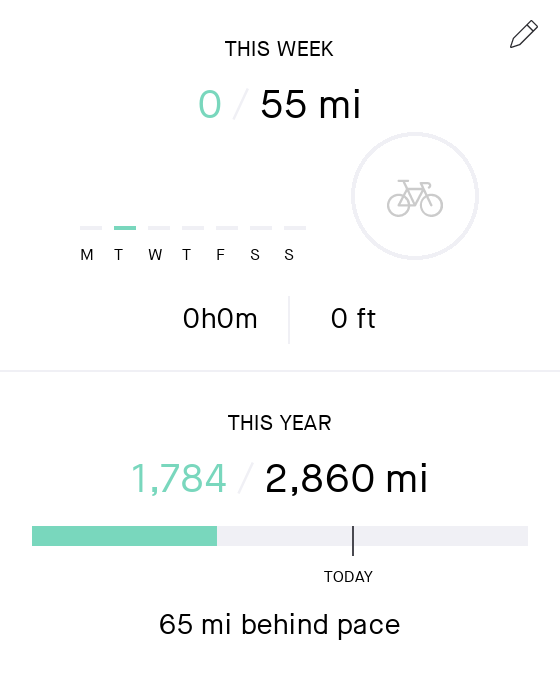 THIS WEEK
0 / 55 mi
M T W T F S S
0h0m
0 ft
THIS YEAR
1,784 / 2,860 mi
TODAY
65 mi behind pace